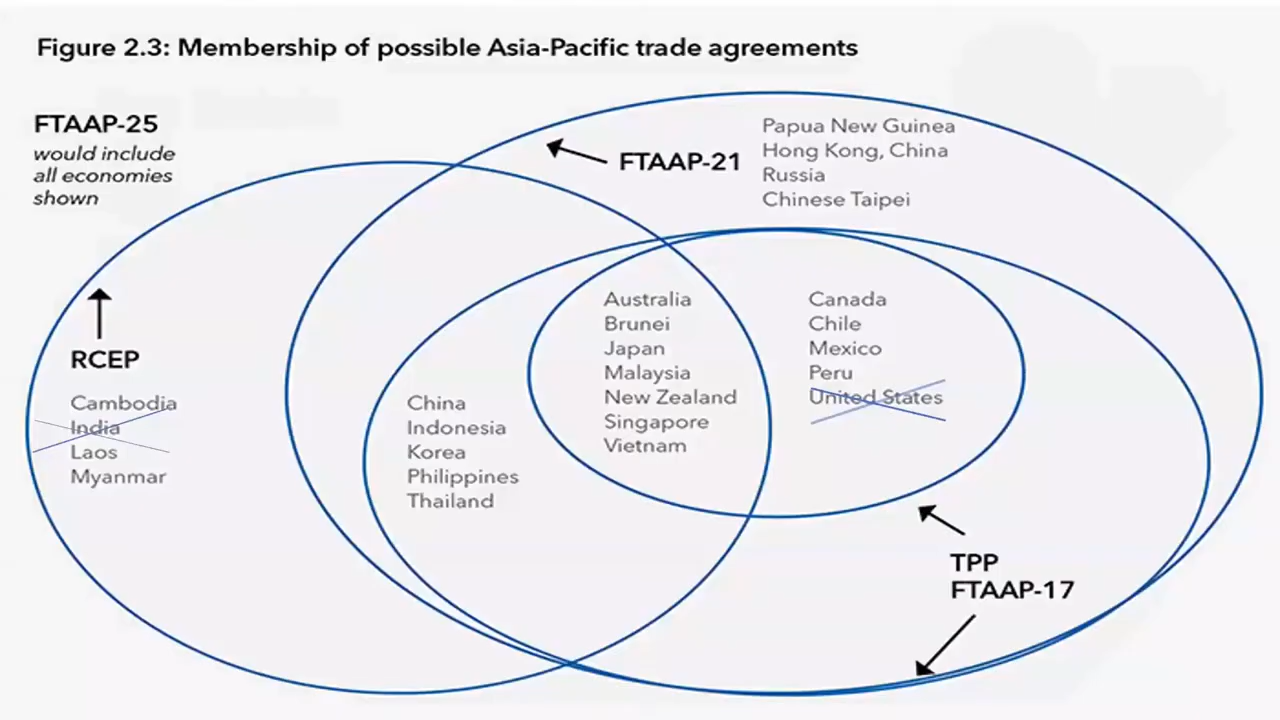 Figure 2.3: Membership of possible Asia-Pacific trade agreements
FTAAP-25
would include
all economies
shown
FTAAP-21
Papua New Guinea
Hong Kong, China
Russia
Chinese Taipei
RCEP
Cambodia
India
Laos
Myanmar
China
Indonesia
Korea
Philippines
Thailand
Australia
Brunei
Japan
Malaysia
New Zealand
Singapore
Vietnam
Canada
Chile
Mexico
Peru
United States
TPP
FTAAP-17